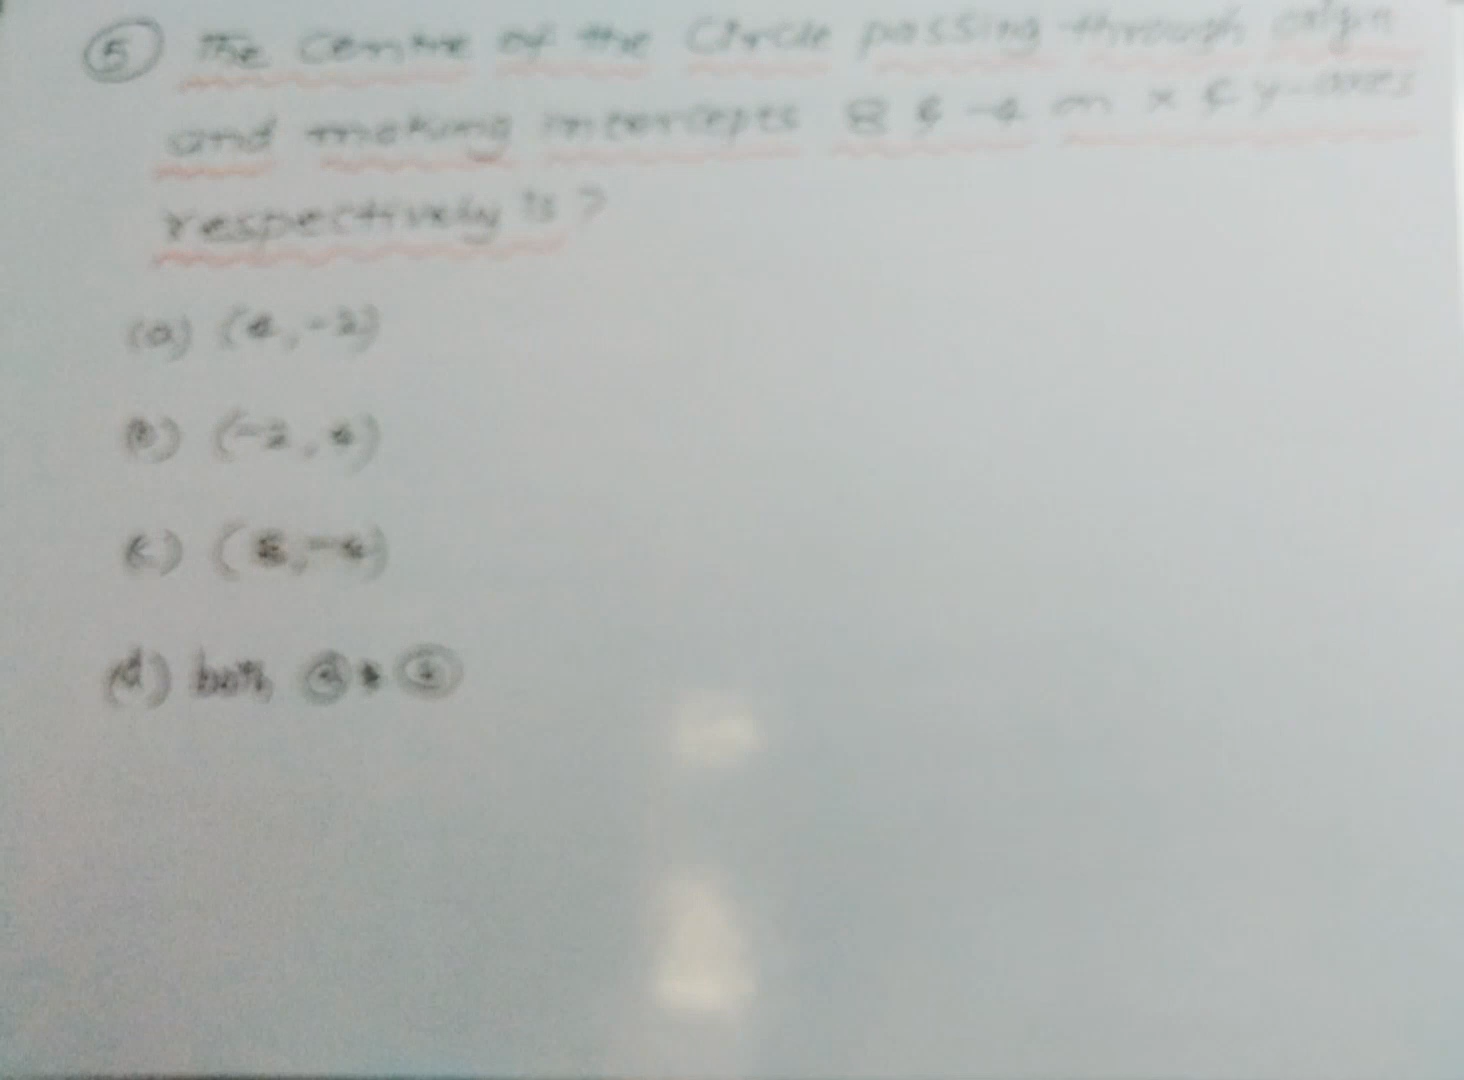 ⑤ The Centre of the Circle passing through origin
and making intercepts 8 & -4 on x & y-axes
respectively is?
(a) (4,-2)
(b) (-2,4)
(c) (8,-4)
(d) both